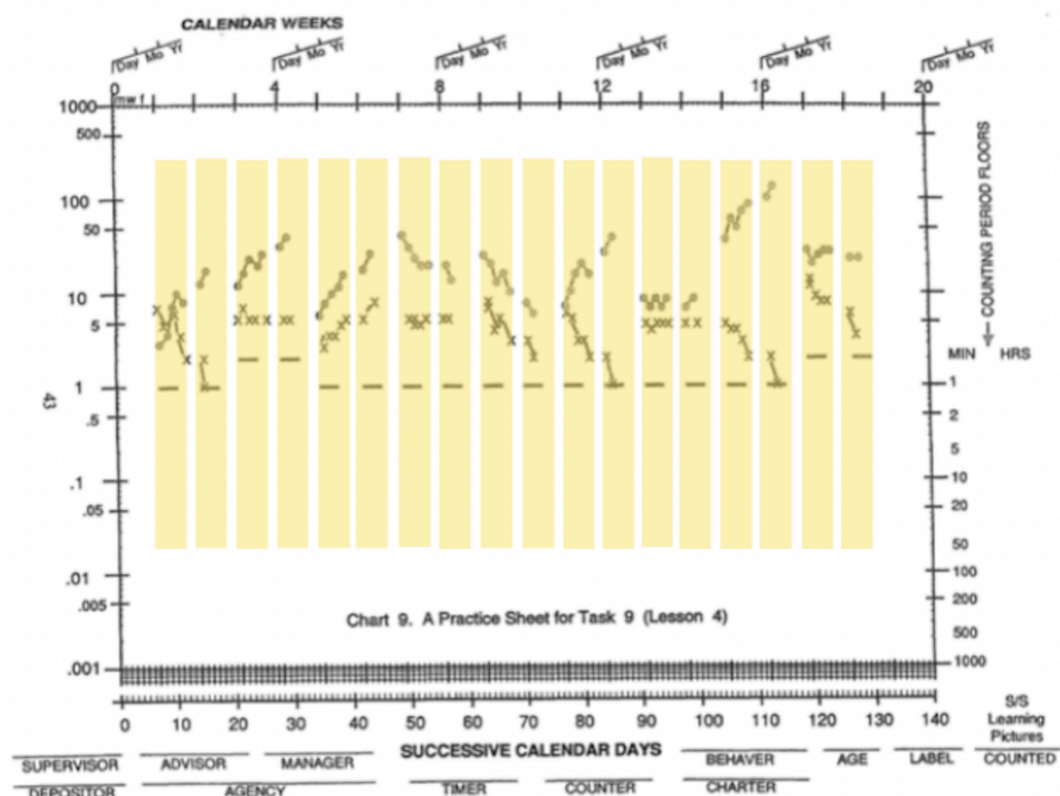 CALENDAR WEEKS
Day Mo Yr Day Mo Yr Day Mo Yr Day Mo Yr Day Mo Yr Day Mo Yr
0 4 8 12 16 20
m w f
1000
500
100
50
10
5
1
.5
.1
.05
.01
.005
.001
43
COUNTING PERIOD FLOORS
MIN HRS
1
2
5
10
20
50
100
200
500
1000
Chart 9. A Practice Sheet for Task 9 (Lesson 4)
0 10 20 30 40 50 60 70 80 90 100 110 120 130 140
SUCCESSIVE CALENDAR DAYS
S/S
Learning
Pictures
SUPERVISOR ADVISOR MANAGER BEHAVER AGE LABEL COUNTED
DEPOSITOR AGENCY TIMER COUNTER CHARTER